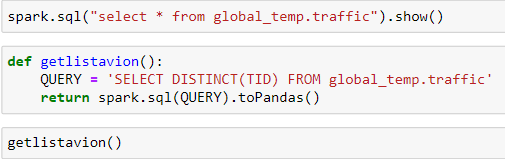 spark.sql("select * from global_temp.traffic").show()
def getlistavion():
    QUERY = 'SELECT DISTINCT(TID) FROM global_temp.traffic'
    return spark.sql(QUERY).toPandas()
getlistavion()